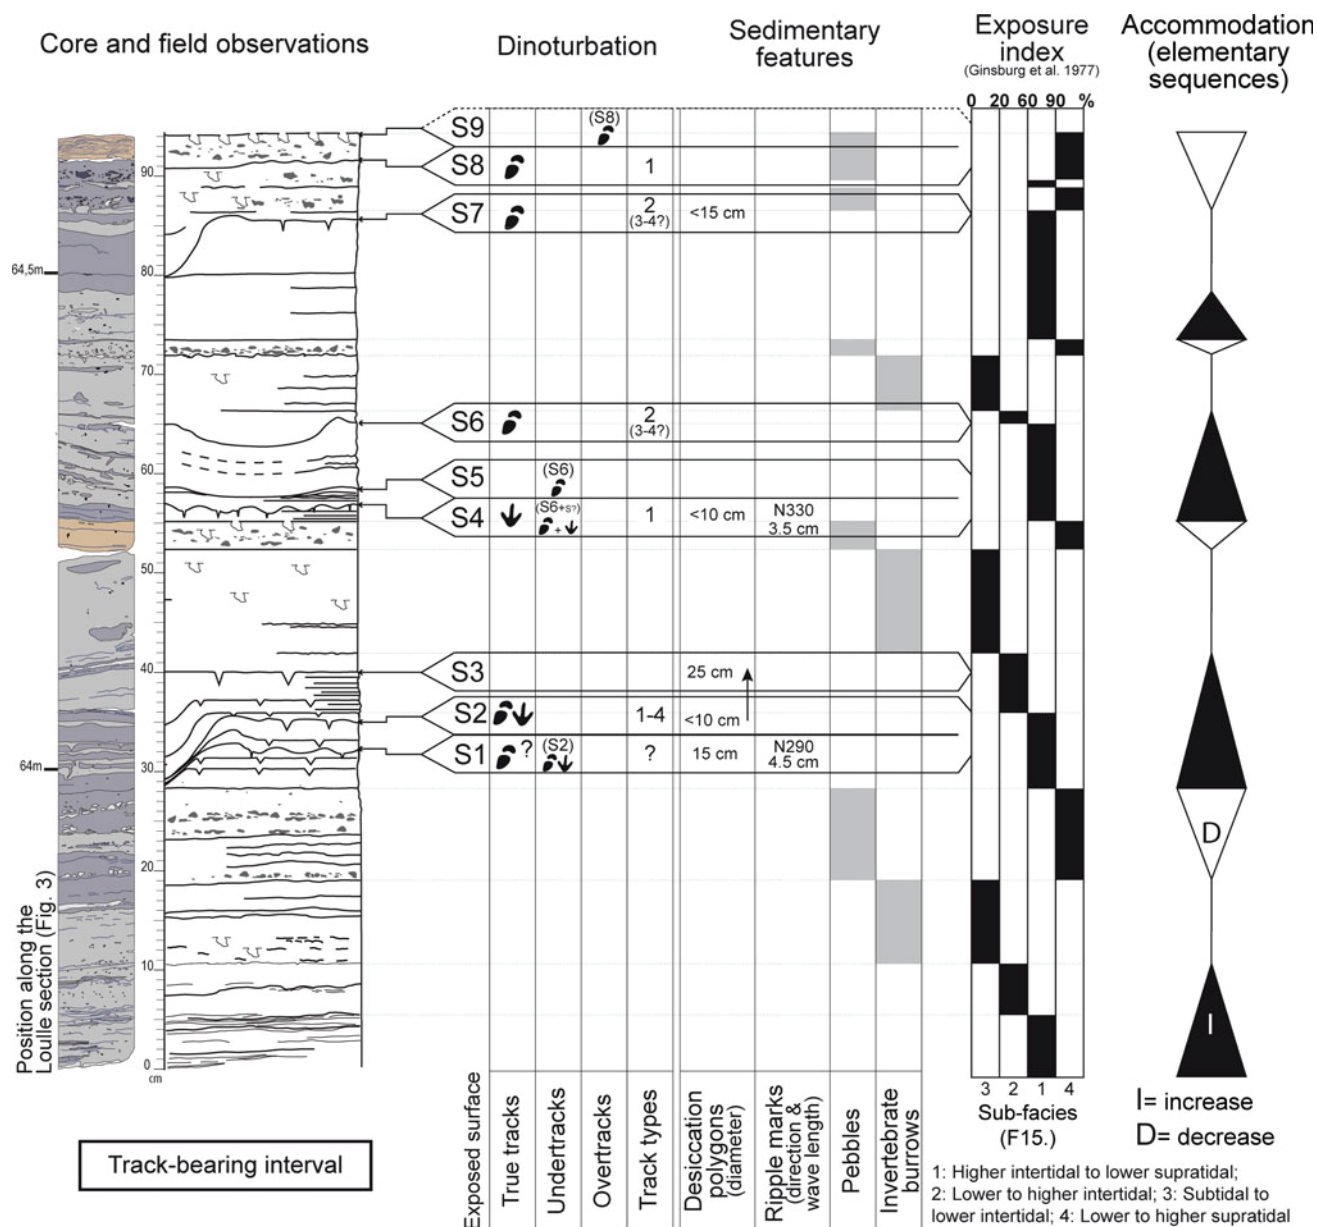 Core and field observations
Dinoturbation
Sedimentary
features
Exposure
index
(Ginsburg et al. 1977)
Accommodation
(elementary
sequences)
0 20 60 90 %
S9 (S8)
S8 1
S7 2 <15 cm
(3-4?)
S6 2
(3-4?)
S5 (S6)
S4 (S6+S?) 1 <10 cm N330
+ 3.5 cm
S3 25 cm
S2 1-4 <10 cm
S1 ? (S2) ? 15 cm N290
4.5 cm
64,5m
64m
90
80
70
60
50
40
30
20
10
0
cm
D
I
Position along the
Loulle section (Fig. 3)
Exposed surface
True tracks
Undertracks
Overtracks
Track types
Desiccation
polygons
(diameter)
Ripple marks
(direction &
wave length)
Pebbles
Invertebrate
burrows
3 2 1 4
Sub-facies
(F15.)
I= increase
D= decrease
Track-bearing interval
1: Higher intertidal to lower supratidal;
2: Lower to higher intertidal; 3: Subtidal to
lower intertidal; 4: Lower to higher supratidal